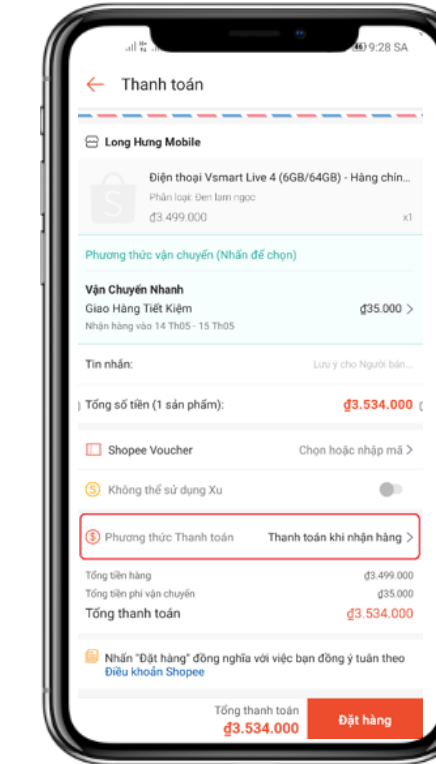 9:28 SA
Thanh toán
Long Hưng Mobile
Điện thoại Vsmart Live 4 (6GB/64GB) - Hàng chín...
Phân loại: Đen lam ngọc
₫3.499.000 x1
Phương thức vận chuyển (Nhấn để chọn)
Vận Chuyển Nhanh
Giao Hàng Tiết Kiệm ₫35.000 >
Nhận hàng vào 14 Th05 - 15 Th05
Tin nhắn: Lưu ý cho Người bán...
Tổng số tiền (1 sản phẩm): ₫3.534.000
Shopee Voucher Chọn hoặc nhập mã >
Không thể sử dụng Xu
Phương thức Thanh toán Thanh toán khi nhận hàng >
Tổng tiền hàng ₫3.499.000
Tổng tiền phí vận chuyển ₫35.000
Tổng thanh toán ₫3.534.000
Nhấn "Đặt hàng" đồng nghĩa với việc bạn đồng ý tuân theo
Điều khoản Shopee
Tổng thanh toán
₫3.534.000
Đặt hàng